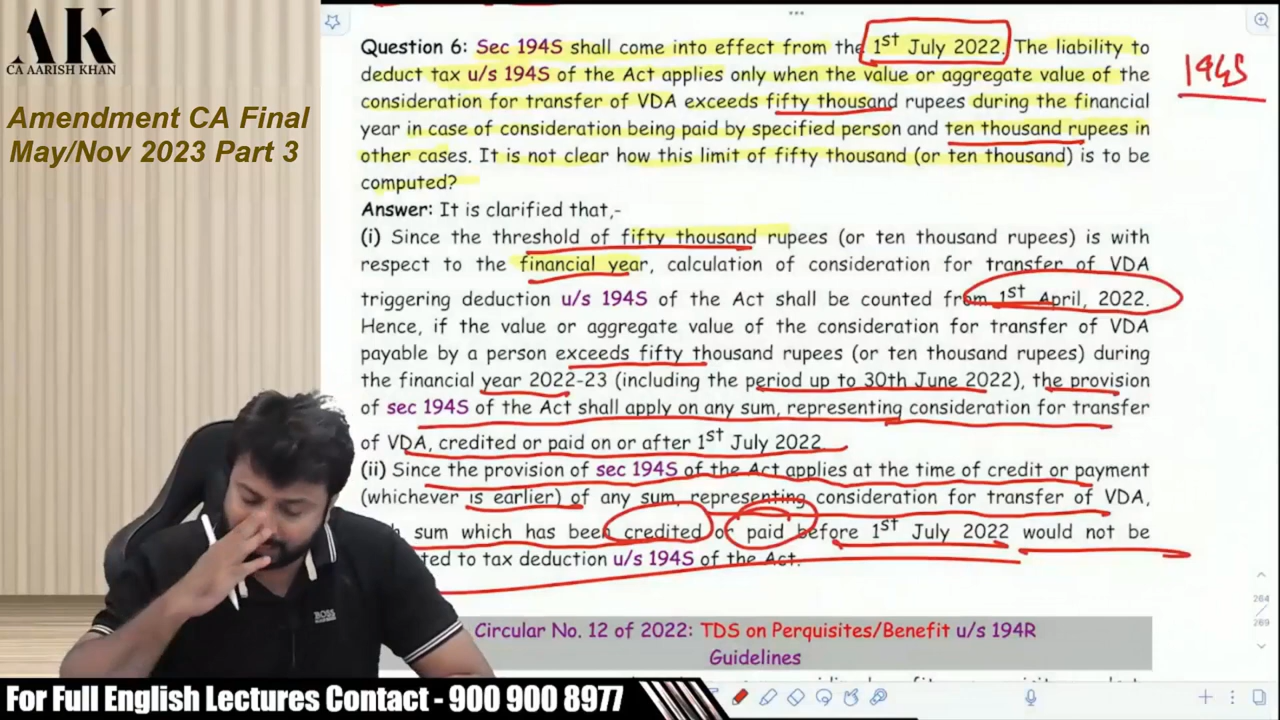 AK
CA AARISH KHAN
Amendment CA Final
May/Nov 2023 Part 3
Question 6: Sec 194S shall come into effect from the 1st July 2022. The liability to
deduct tax u/s 194S of the Act applies only when the value or aggregate value of the
consideration for transfer of VDA exceeds fifty thousand rupees during the financial
year in case of consideration being paid by specified person and ten thousand rupees in
other cases. It is not clear how this limit of fifty thousand (or ten thousand) is to be
computed?
Answer: It is clarified that,-
(i) Since the threshold of fifty thousand rupees (or ten thousand rupees) is with
respect to the financial year, calculation of consideration for transfer of VDA
triggering deduction u/s 194S of the Act shall be counted from 1st April, 2022.
Hence, if the value or aggregate value of the consideration for transfer of VDA
payable by a person exceeds fifty thousand rupees (or ten thousand rupees) during
the financial year 2022-23 (including the period up to 30th June 2022), the provision
of sec 194S of the Act shall apply on any sum, representing consideration for transfer
of VDA, credited or paid on or after 1st July 2022.
(ii) Since the provision of sec 194S of the Act applies at the time of credit or payment
(whichever is earlier) of any sum, representing consideration for transfer of VDA,
sum which has been credited or paid before 1st July 2022 would not be
ted to tax deduction u/s 194S of the Act.
194S
Circular No. 12 of 2022: TDS on Perquisites/Benefit u/s 194R
Guidelines
264
269
BOSS
For Full English Lectures Contact - 900 900 8977